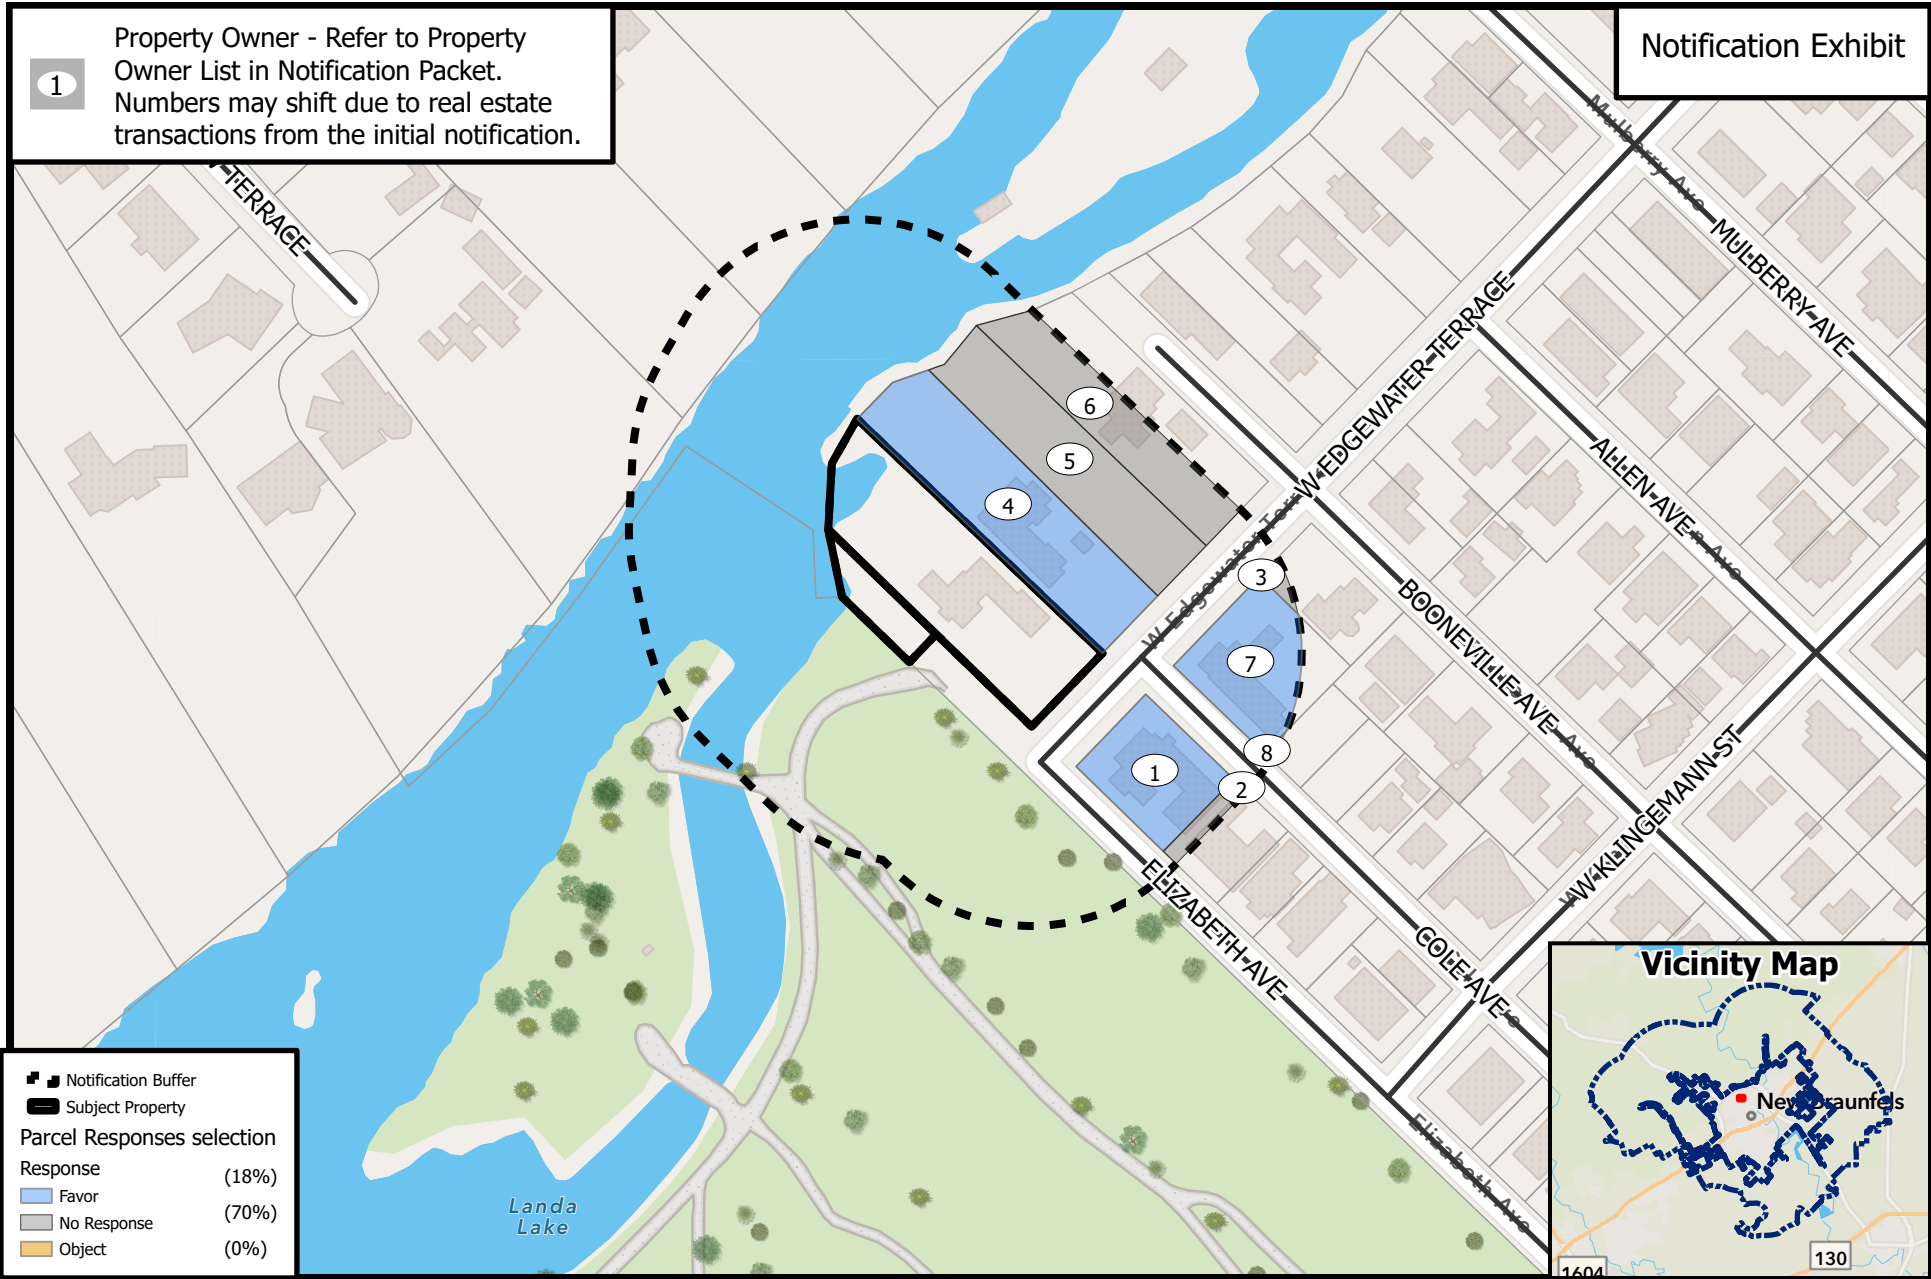 1
Property Owner - Refer to Property
Owner List in Notification Packet.
Numbers may shift due to real estate
transactions from the initial notification.
Notification Exhibit
TERRACE
Mulberry Ave
MULBERRY AVE
W EDGEWATER TERRACE
W Edgewater Terr
ALLEN AVE
n Ave
BOONEVILLE AVE
Ave
W KLINGEMANN ST
COLE AVE
ELIZABETH AVE
Elizabeth Ave
6
5
4
3
7
8
1
2
Landa
Lake
Notification Buffer
Subject Property
Parcel Responses selection
Response
(18%)
Favor
(70%)
No Response
(0%)
Object
Vicinity Map
New Braunfels
130
1604